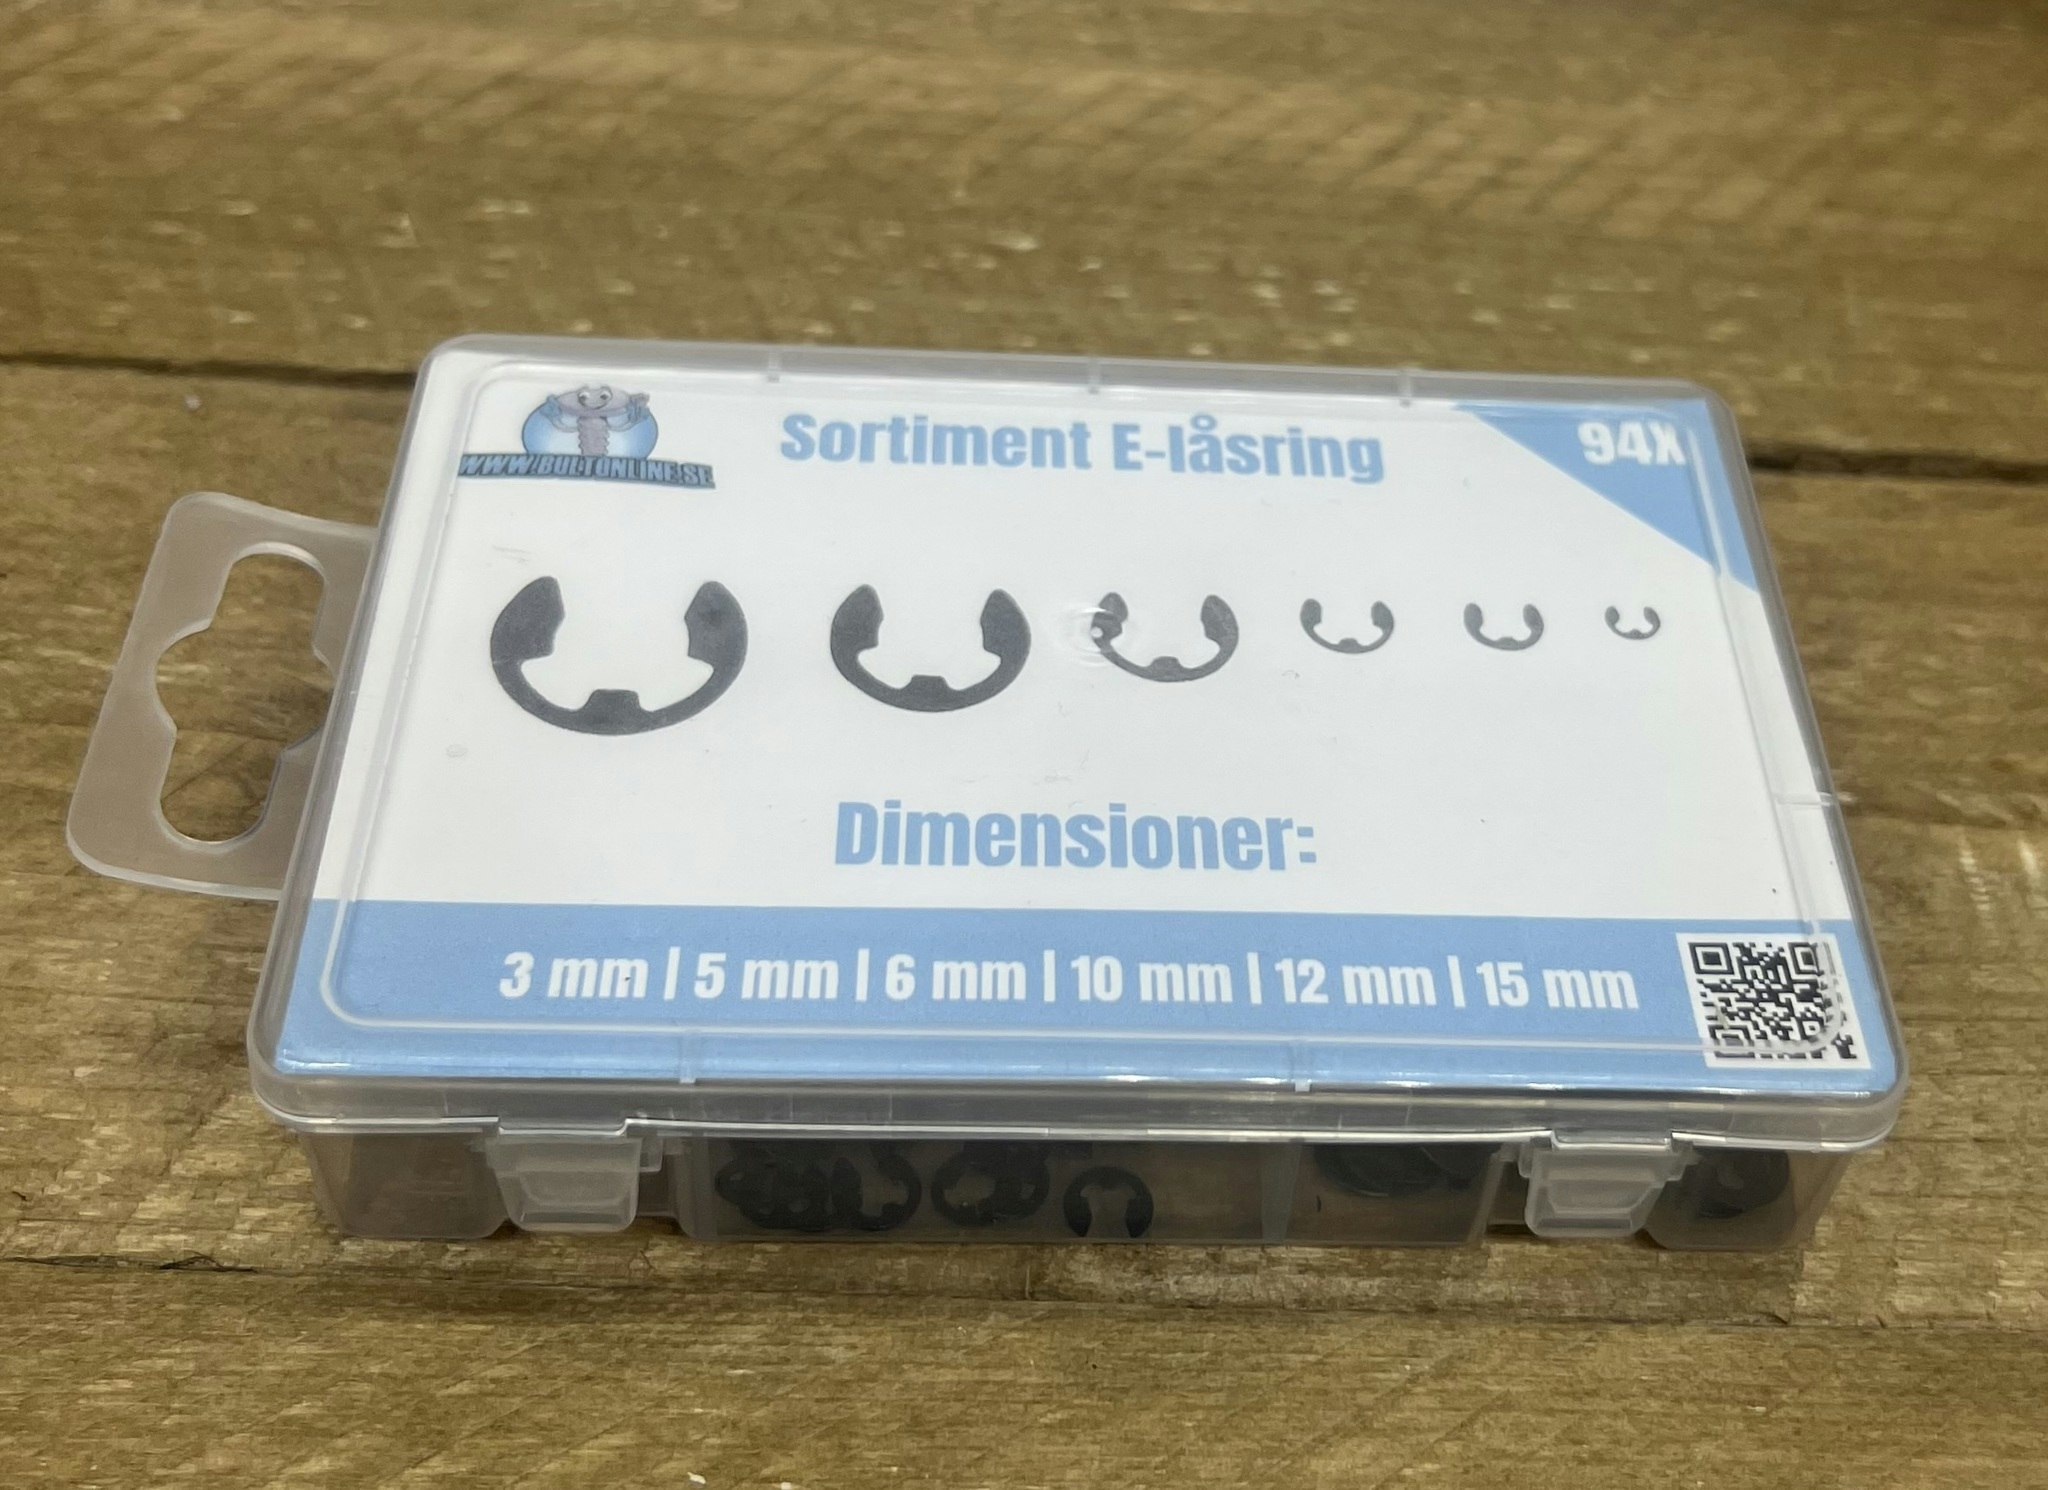 WWW.BULTONLINE.SE
Sortiment E-låsring
94X
Dimensioner:
3 mm | 5 mm | 6 mm | 10 mm | 12 mm | 15 mm